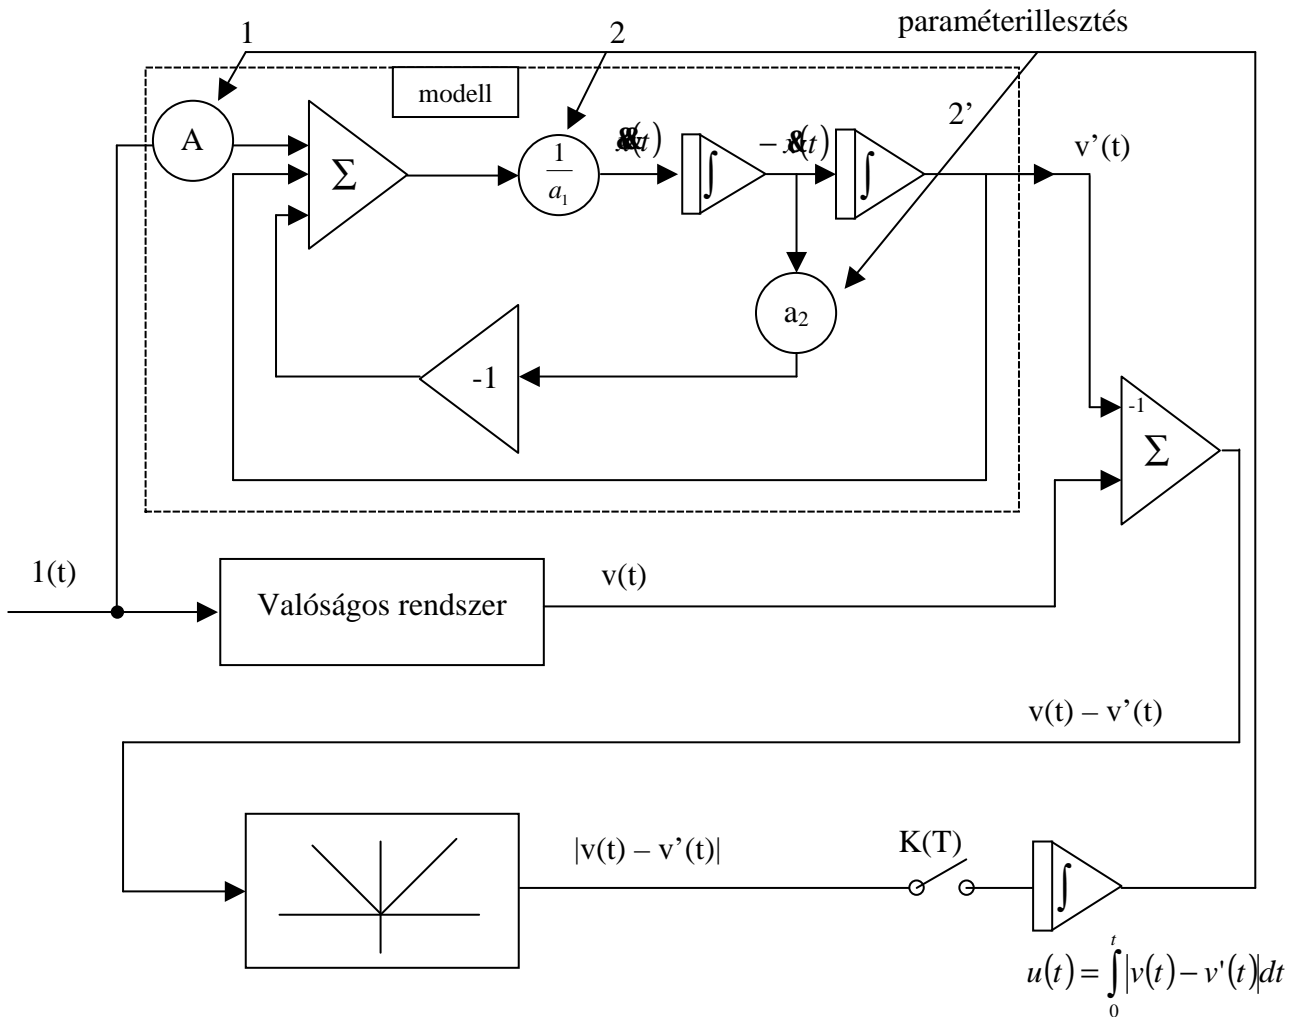 1
2
paraméterillesztés
modell
2’
A
Σ
1
a₁
∫
∫
v’(t)
a₂
-1
-1
Σ
1(t)
Valóságos rendszer
v(t)
v(t) – v’(t)
|v(t) – v’(t)|
K(T)
∫
u(t) = ∫₀ᵗ |v(t) – v'(t)|dt